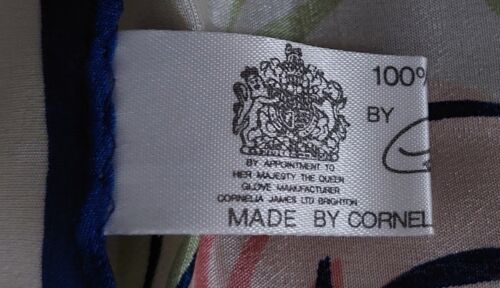 100%
BY
BY APPOINTMENT TO
HER MAJESTY THE QUEEN
GLOVE MANUFACTURER
CORNELIA JAMES LTD BRIGHTON
MADE BY CORNEL